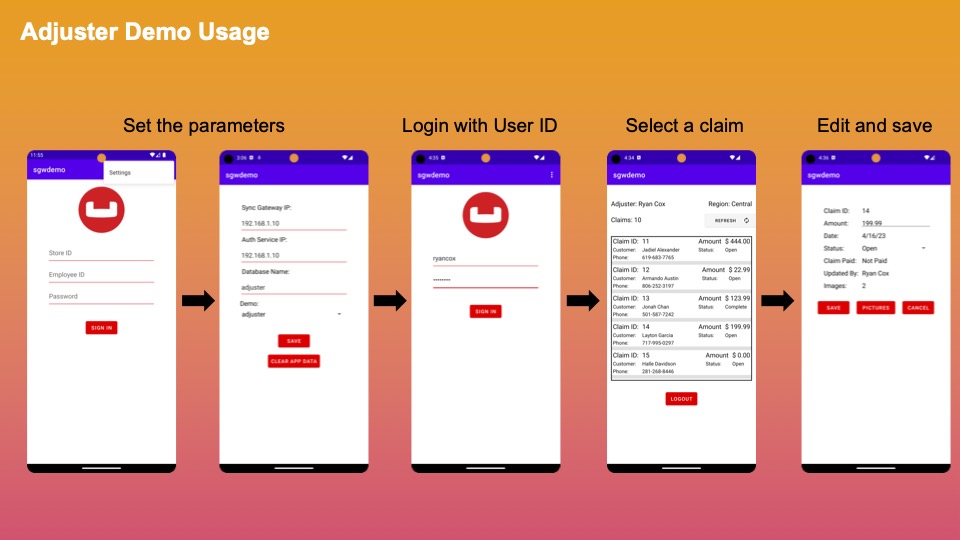 Adjuster Demo Usage
Set the parameters
Login with User ID
Select a claim
Edit and save
11:55
sgwdemo
Settings
Store ID
Employee ID
Password
SIGN IN
3:06
sgwdemo
Sync Gateway IP:
192.168.1.10
Auth Service IP:
192.168.1.10
Database Name:
adjuster
Demo:
adjuster
SAVE
CLEAR APP DATA
4:35
sgwdemo
ryancox
........
SIGN IN
4:34
sgwdemo
Adjuster: Ryan Cox Region: Central
Claims: 10 REFRESH
Claim ID: 11 Amount $ 444.00
Customer: Jadiel Alexander Status: Open
Phone: 619-683-7765
Claim ID: 12 Amount $ 22.99
Customer: Armando Austin Status: Open
Phone: 806-252-3197
Claim ID: 13 Amount $ 123.99
Customer: Jonah Chan Status: Complete
Phone: 501-587-7242
Claim ID: 14 Amount $ 199.99
Customer: Layton Garcia Status: Open
Phone: 717-995-0297
Claim ID: 15 Amount $ 0.00
Customer: Halle Davidson Status: Open
Phone: 281-268-8446
LOGOUT
4:36
sgwdemo
Claim ID: 14
Amount: 199.99
Date: 4/16/23
Status: Open
Claim Paid: Not Paid
Updated By: Ryan Cox
Images: 2
SAVE PICTURES CANCEL